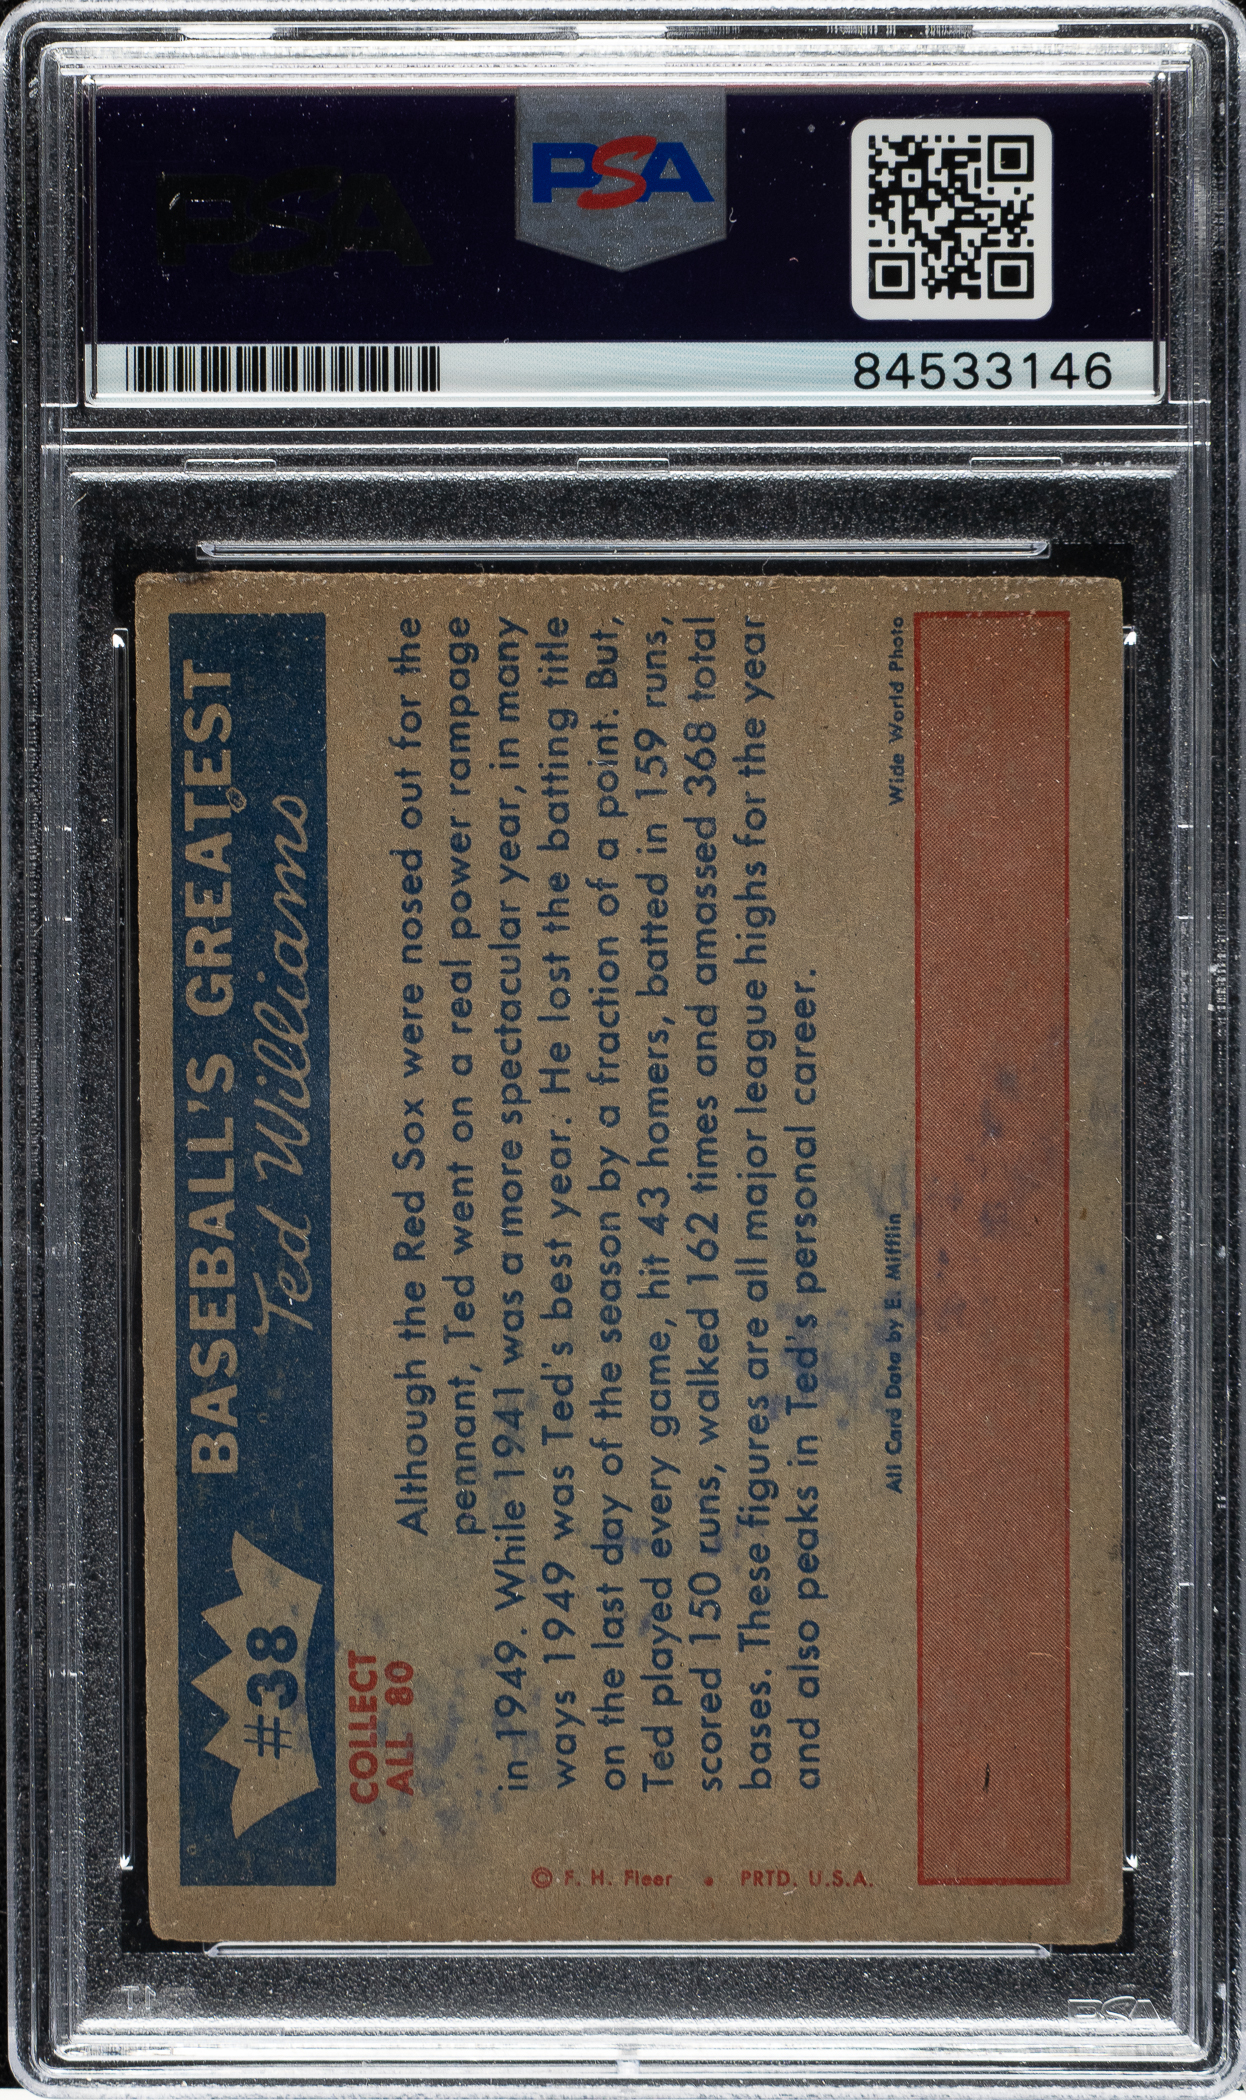 PSA
PSA
84533146
BASEBALL'S GREATEST
Ted Williams
#38
COLLECT
ALL 80
Although the Red Sox were nosed out for the
pennant, Ted went on a real power rampage
in 1949. While 1941 was a more spectacular year, in many
ways 1949 was Ted's best year. He lost the batting title
on the last day of the season by a fraction of a point. But,
Ted played every game, hit 43 homers, batted in 159 runs,
scored 150 runs, walked 162 times and amassed 368 total
bases. These figures are all major league highs for the year
and also peaks in Ted's personal career.
All Card Data by E. Mifflin
Wide World Photo
© F. H. Fleer • PRTD. U.S.A.
PSA